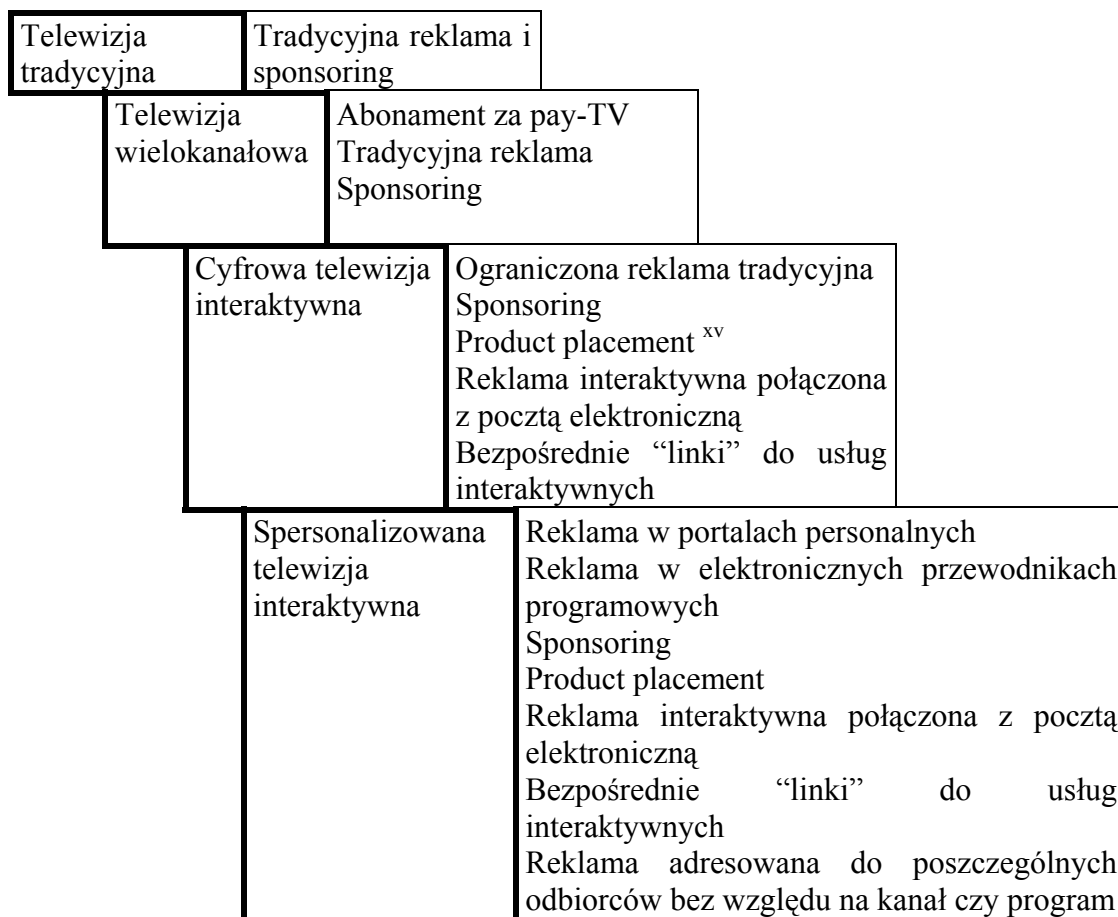 Telewizja tradycyjna
Tradycyjna reklama i sponsoring
Telewizja wielokanałowa
Abonament za pay-TV
Tradycyjna reklama
Sponsoring
Cyfrowa telewizja interaktywna
Ograniczona reklama tradycyjna
Sponsoring
Product placement xv
Reklama interaktywna połączona
z pocztą elektroniczną
Bezpośrednie “linki” do usług
interaktywnych
Spersonalizowana
telewizja
interaktywna
Reklama w portalach personalnych
Reklama w elektronicznych przewodnikach
programowych
Sponsoring
Product placement
Reklama interaktywna połączona z pocztą
elektroniczną
Bezpośrednie “linki” do usług
interaktywnych
Reklama adresowana do poszczególnych
odbiorców bez względu na kanał czy program